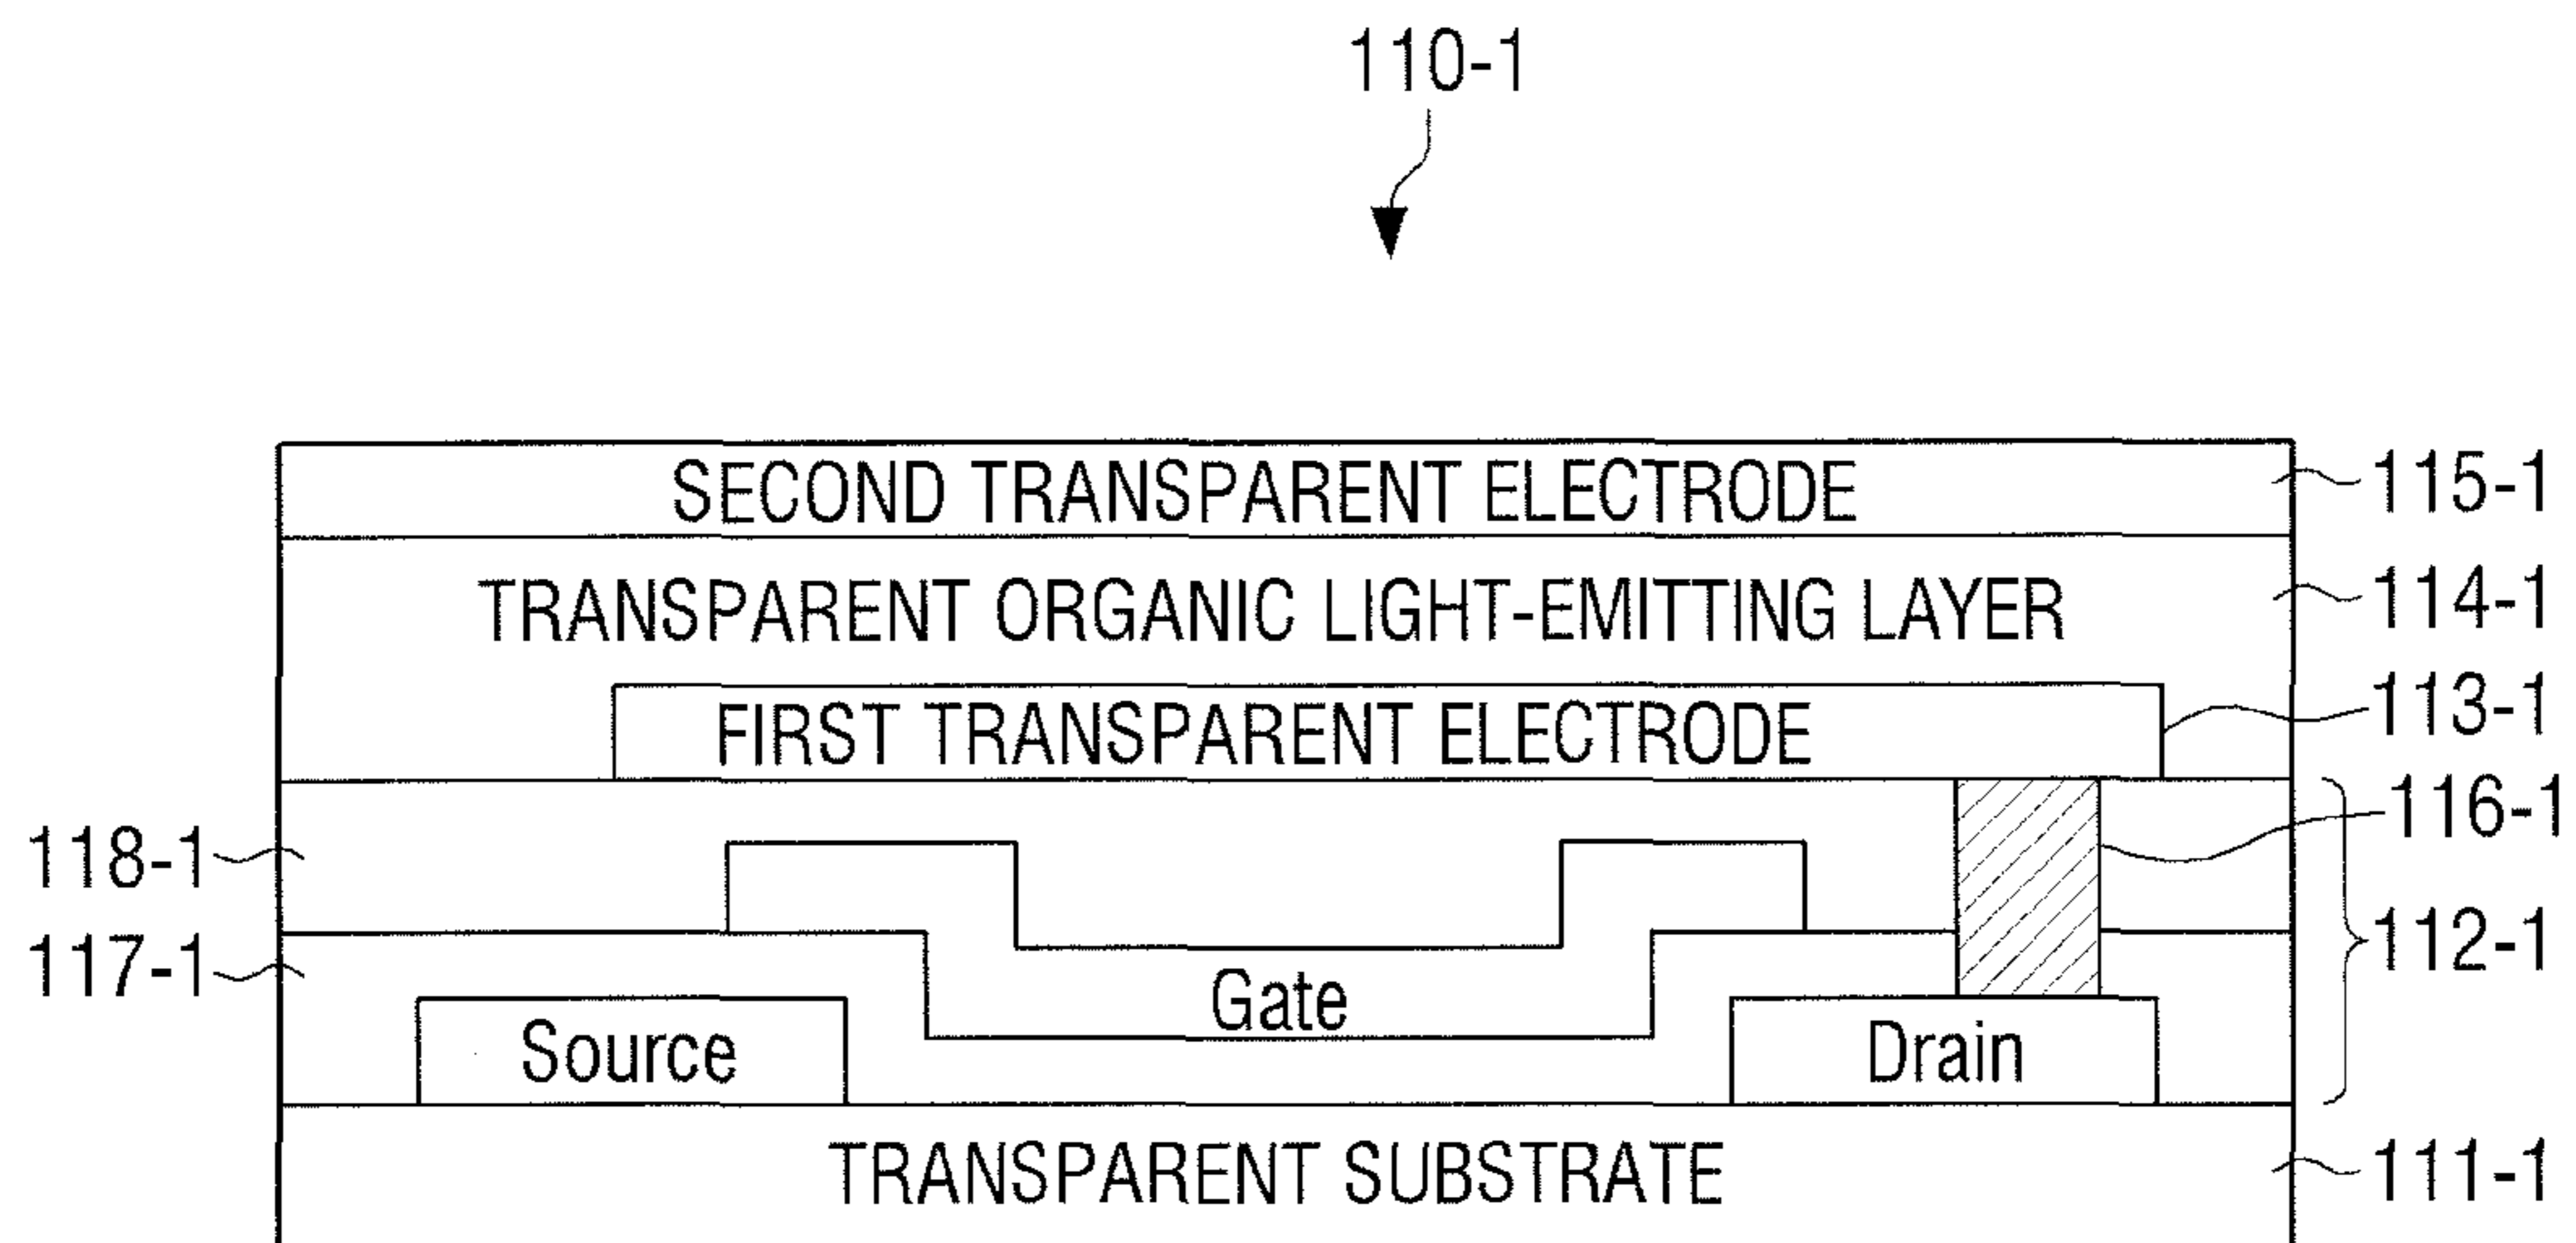 110-1
SECOND TRANSPARENT ELECTRODE
115-1
TRANSPARENT ORGANIC LIGHT-EMITTING LAYER
114-1
FIRST TRANSPARENT ELECTRODE
113-1
116-1
118-1
112-1
117-1
Gate
Source
Drain
TRANSPARENT SUBSTRATE
111-1